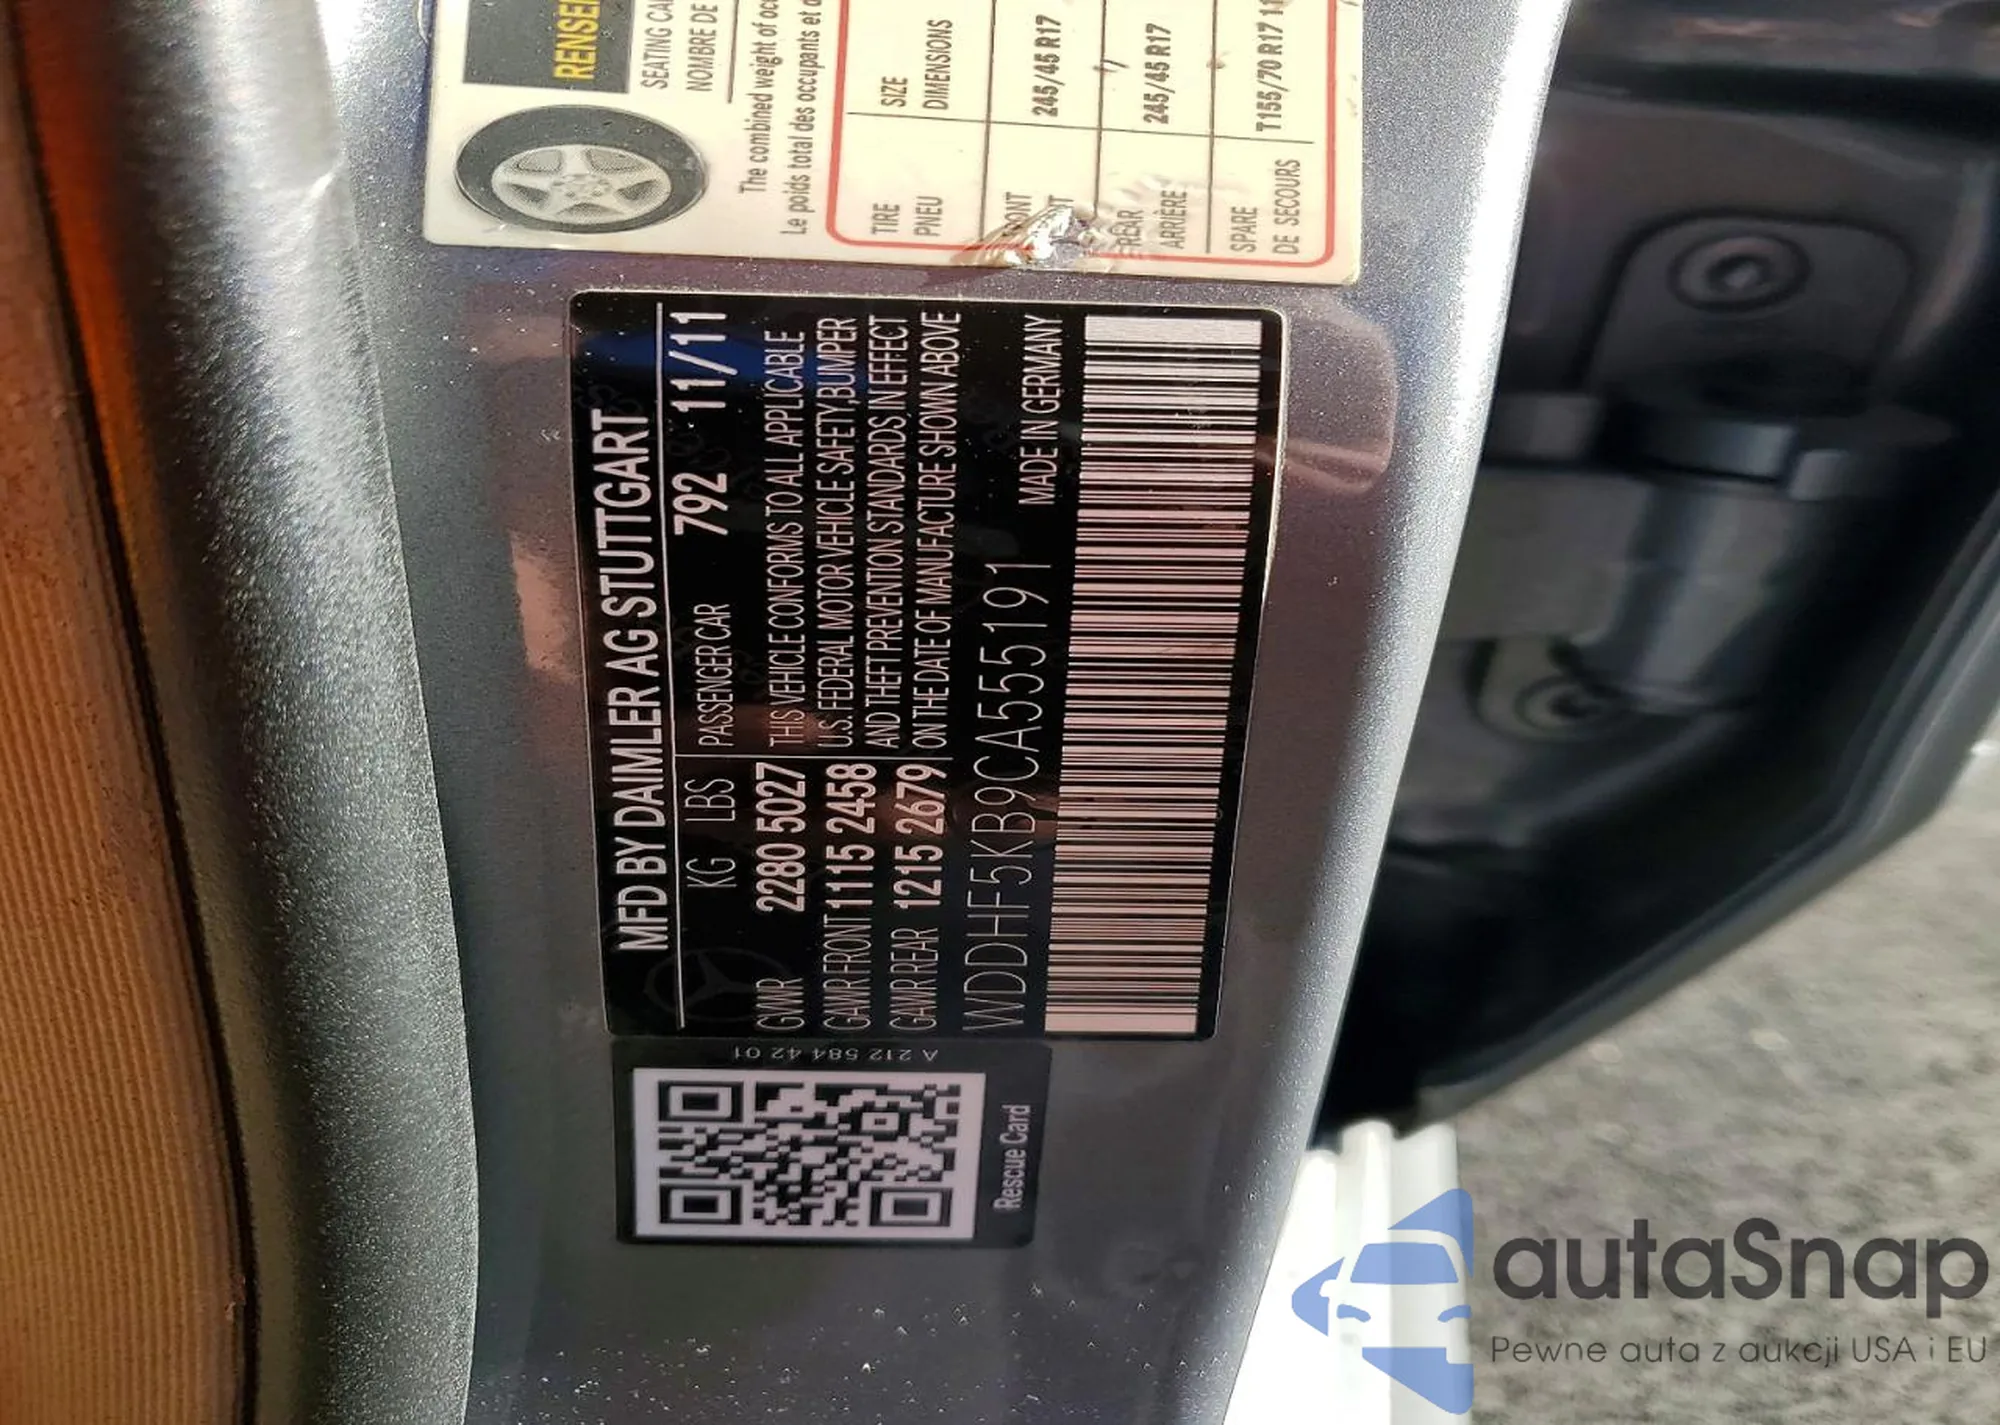 RENSEI
SEATING CA
NOMBRE DE
The combined weight of occ
Le poids total des occupants et d
TIRE SIZE
PNEU DIMENSIONS
FRONT 245/45 R17
REAR 245/45 R17
ARRIÈRE
SPARE T155/70 R17 11
DE SECOURS
MFD BY DAIMLER AG STUTTGART
KG LBS PASSENGER CAR 792 11/11
GVWR 2280 5027 THIS VEHICLE CONFORMS TO ALL APPLICABLE
GAWR FRONT 1115 2458 U.S. FEDERAL MOTOR VEHICLE SAFETY,BUMPER
GAWR REAR 1215 2679 AND THEFT PREVENTION STANDARDS IN EFFECT
ON THE DATE OF MANUFACTURE SHOWN ABOVE
WDDHF5KB9CA555191
MADE IN GERMANY
A 212 584 42 01
Rescue Card
autaSnap
Pewne auta z aukcji USA i EU